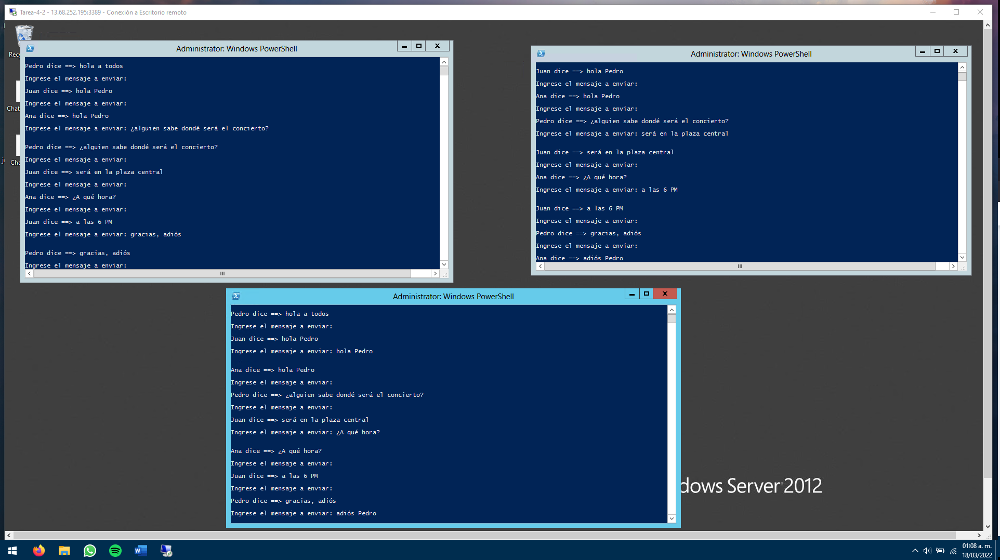 Tarea-4-2 - 13.68.252.195:3389 - Conexión a Escritorio remoto
Administrator: Windows PowerShell
Pedro dice ==> hola a todos
Ingrese el mensaje a enviar:
Juan dice ==> hola Pedro
Ingrese el mensaje a enviar:
Ana dice ==> hola Pedro
Ingrese el mensaje a enviar: ¿alguien sabe dondé será el concierto?
Pedro dice ==> ¿alguien sabe dondé será el concierto?
Ingrese el mensaje a enviar:
Juan dice ==> será en la plaza central
Ingrese el mensaje a enviar:
Ana dice ==> ¿A qué hora?
Ingrese el mensaje a enviar:
Juan dice ==> a las 6 PM
Ingrese el mensaje a enviar: gracias, adiós
Pedro dice ==> gracias, adiós
Ingrese el mensaje a enviar:
Administrator: Windows PowerShell
Juan dice ==> hola Pedro
Ingrese el mensaje a enviar:
Ana dice ==> hola Pedro
Ingrese el mensaje a enviar:
Pedro dice ==> ¿alguien sabe dondé será el concierto?
Ingrese el mensaje a enviar: será en la plaza central
Juan dice ==> será en la plaza central
Ingrese el mensaje a enviar:
Ana dice ==> ¿A qué hora?
Ingrese el mensaje a enviar: a las 6 PM
Juan dice ==> a las 6 PM
Ingrese el mensaje a enviar:
Pedro dice ==> gracias, adiós
Ingrese el mensaje a enviar:
Ana dice ==> adiós Pedro
Administrator: Windows PowerShell
Pedro dice ==> hola a todos
Ingrese el mensaje a enviar:
Juan dice ==> hola Pedro
Ingrese el mensaje a enviar: hola Pedro
Ana dice ==> hola Pedro
Ingrese el mensaje a enviar:
Pedro dice ==> ¿alguien sabe dondé será el concierto?
Ingrese el mensaje a enviar:
Juan dice ==> será en la plaza central
Ingrese el mensaje a enviar: ¿A qué hora?
Ana dice ==> ¿A qué hora?
Ingrese el mensaje a enviar:
Juan dice ==> a las 6 PM
Ingrese el mensaje a enviar:
Pedro dice ==> gracias, adiós
Ingrese el mensaje a enviar: adiós Pedro
Rec
Chat
Cha
dows Server 2012
01:08 a. m.
18/03/2022